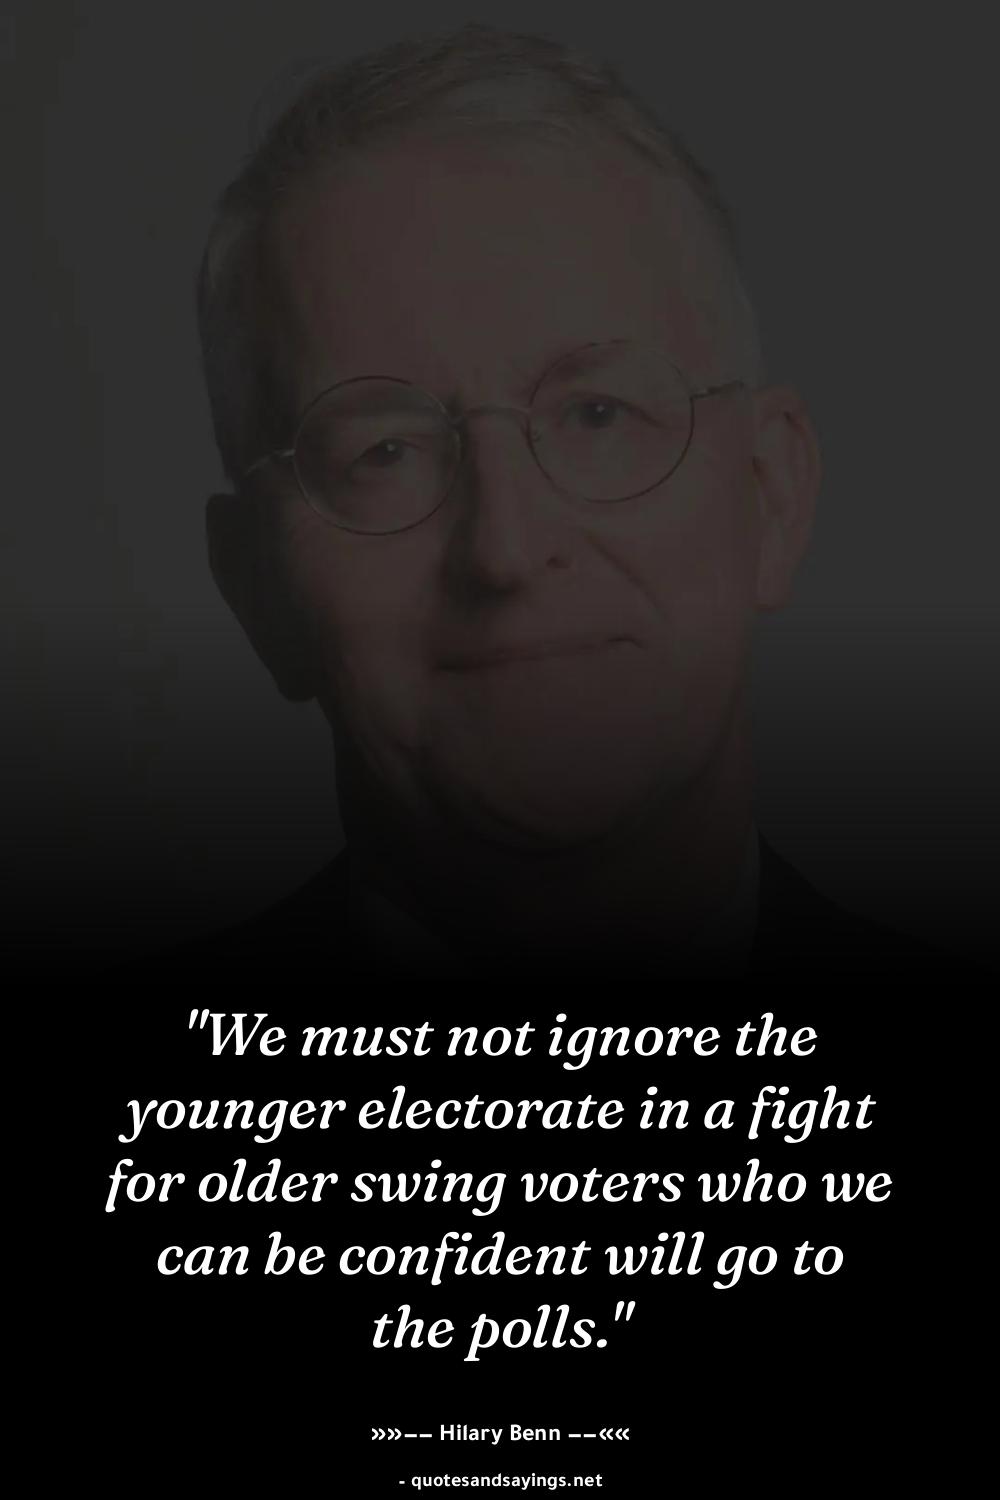 "We must not ignore the
younger electorate in a fight
for older swing voters who we
can be confident will go to
the polls."
»»–– Hilary Benn ––««
- quotesandsayings.net